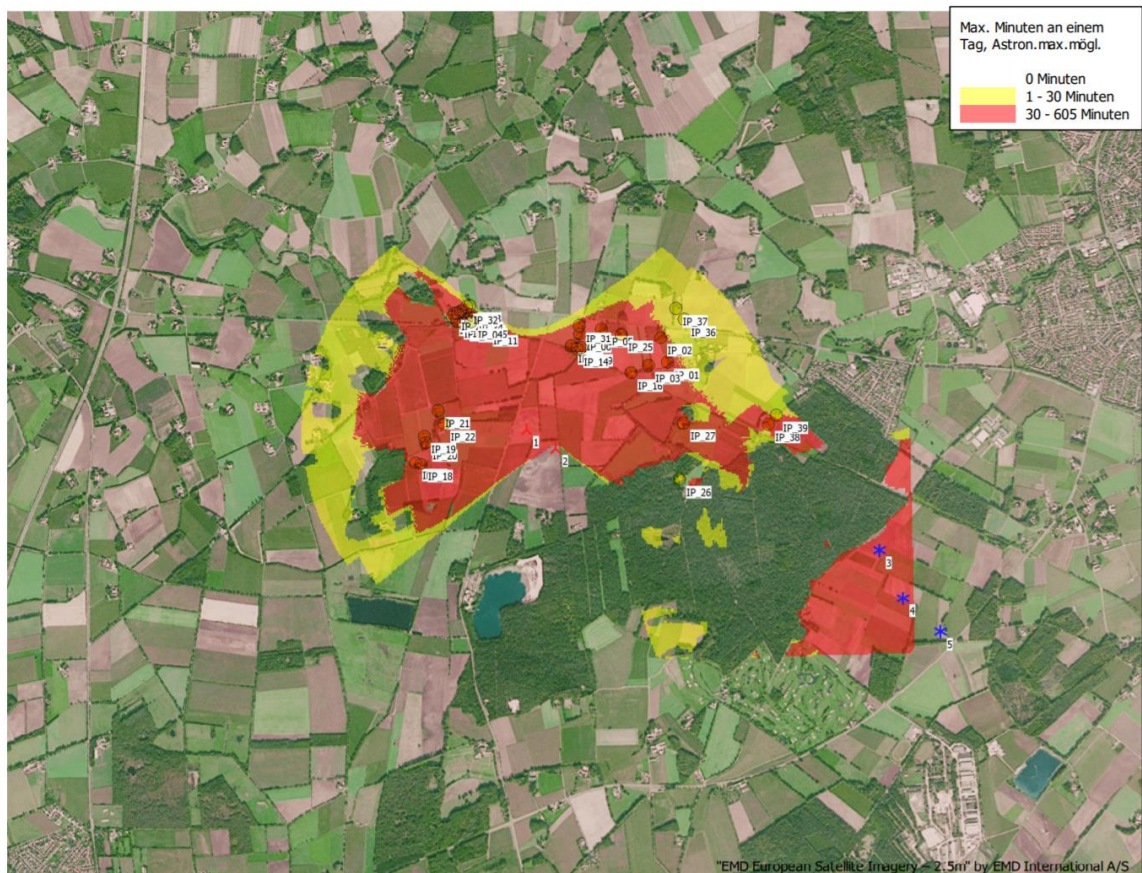 Max. Minuten an einem
Tag, Astron.max.mögl.
0 Minuten
1 - 30 Minuten
30 - 605 Minuten
IP_32
IP_37
IP_36
IP_31
IP_25
IP_02
IP_11
IP_14
IP_03
IP_16
IP_21
IP_22
IP_27
IP_39
IP_38
1
IP_19
2
IP_18
IP_26
3
4
5
"EMD European Satellite Imagery – 2.5m" by EMD International A/S